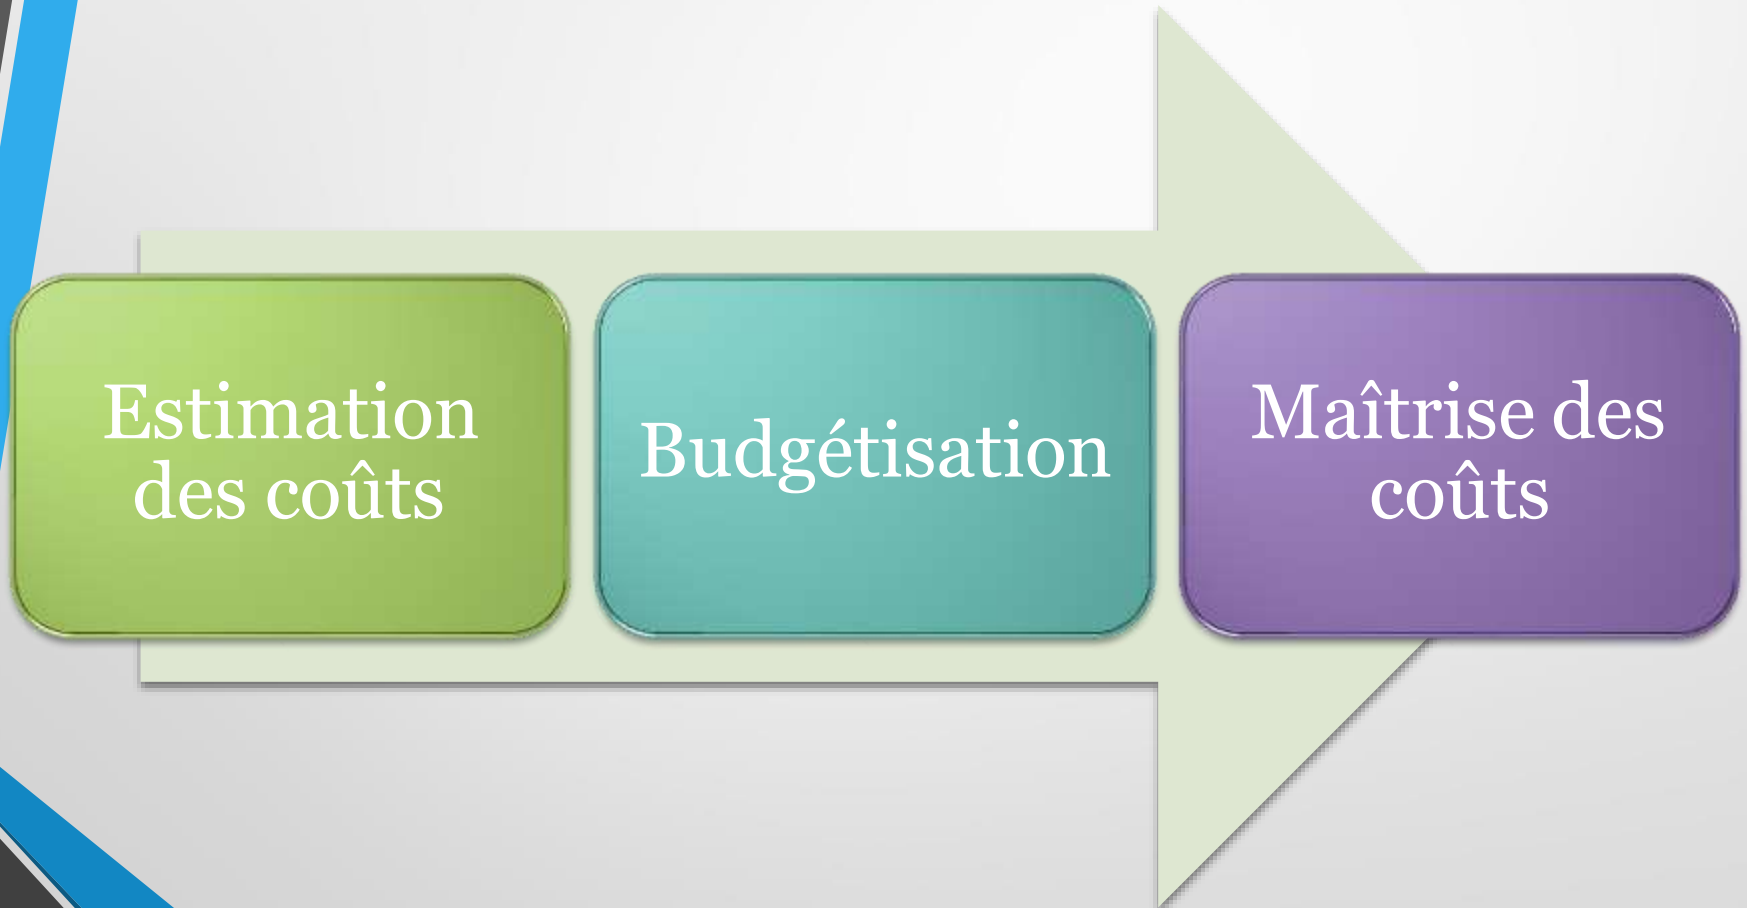 Estimation
des coûts
Budgétisation
Maîtrise des
coûts